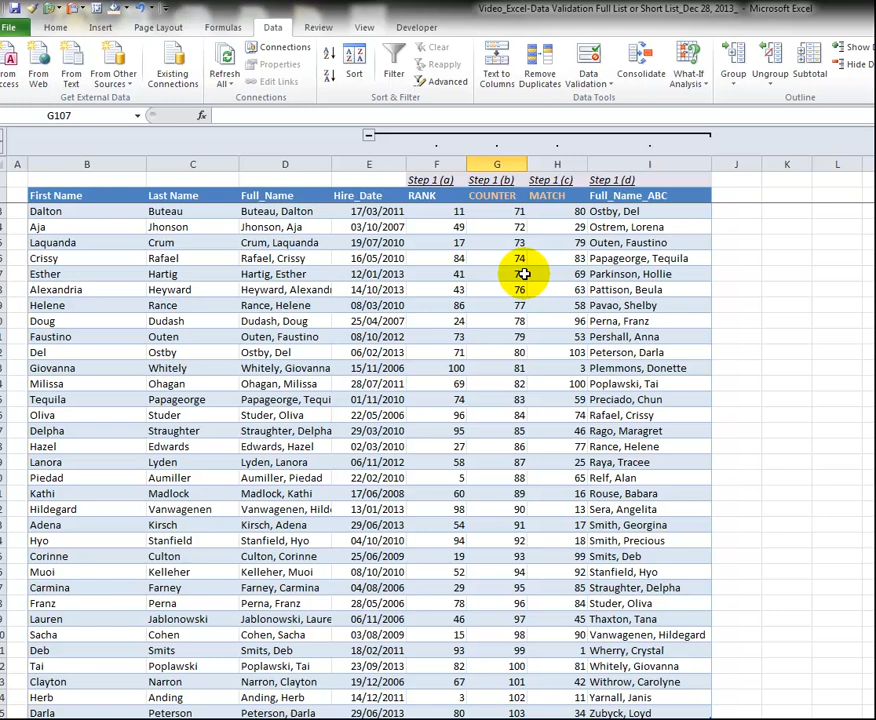 Video_Excel-Data Validation Full List or Short List_Dec 28, 2013_ - Microsoft Excel
File Home Insert Page Layout Formulas Data Review View Developer
From Web
From Text
From Other Sources
Existing Connections
Refresh All
Connections
Properties
Edit Links
Sort
Filter
Clear
Reapply
Advanced
Text to Columns
Remove Duplicates
Data Validation
Consolidate
What-If Analysis
Group
Ungroup
Subtotal
Show
Hide D
Get External Data Connections Sort & Filter Data Tools Outline
G107 fx
A B C D E F G H I J K L
Step 1 (a) Step 1 (b) Step 1 (c) Step 1 (d)
First Name Last Name Full_Name Hire_Date RANK COUNTER MATCH Full_Name_ABC
Dalton Buteau Buteau, Dalton 17/03/2011 11 71 80 Ostby, Del
Aja Jhonson Jhonson, Aja 03/10/2007 49 72 29 Ostrem, Lorena
Laquanda Crum Crum, Laquanda 19/07/2010 17 73 79 Outen, Faustino
Crissy Rafael Rafael, Crissy 16/05/2010 84 74 83 Papageorge, Tequila
Esther Hartig Hartig, Esther 12/01/2013 41 69 Parkinson, Hollie
Alexandria Heyward Heyward, Alexandr 14/10/2013 43 76 63 Pattison, Beula
Helene Rance Rance, Helene 08/03/2010 86 77 58 Pavao, Shelby
Doug Dudash Dudash, Doug 25/04/2007 24 78 96 Perna, Franz
Faustino Outen Outen, Faustino 08/10/2012 73 79 53 Pershall, Anna
Del Ostby Ostby, Del 06/02/2013 71 80 103 Peterson, Darla
Giovanna Whitely Whitely, Giovanna 15/11/2006 100 81 3 Plemmons, Donette
Milissa Ohagan Ohagan, Milissa 28/07/2011 69 82 100 Poplawski, Tai
Tequila Papageorge Papageorge, Tequi 01/11/2010 74 83 59 Preciado, Chun
Oliva Studer Studer, Oliva 22/05/2006 96 84 74 Rafael, Crissy
Delpha Straughter Straughter, Delpha 29/03/2010 95 85 46 Rago, Margaret
Hazel Edwards Edwards, Hazel 02/03/2010 27 86 77 Rance, Helene
Lanora Lyden Lyden, Lanora 06/11/2012 58 87 25 Raya, Tracee
Piedad Aumiller Aumiller, Piedad 22/02/2010 5 88 65 Relf, Alan
Kathi Madlock Madlock, Kathi 17/06/2008 60 89 16 Rouse, Babara
Hildegard Vanwagenen Vanwagenen, Hild 13/01/2013 98 90 13 Sera, Angelita
Adena Kirsch Kirsch, Adena 29/06/2013 54 91 17 Smith, Georgina
Hyo Stanfield Stanfield, Hyo 04/10/2010 94 92 18 Smith, Precious
Corinne Culton Culton, Corinne 25/06/2009 19 93 99 Smits, Deb
Muoi Kelleher Kelleher, Muoi 08/10/2010 52 94 92 Stanfield, Hyo
Carmina Farney Farney, Carmina 04/08/2006 29 95 85 Straughter, Delpha
Franz Perna Perna, Franz 28/05/2006 78 96 84 Studer, Oliva
Lauren Jablonowski Jablonowski, Laure 06/11/2006 46 97 45 Thaxton, Tana
Sacha Cohen Cohen, Sacha 03/08/2009 15 98 90 Vanwagenen, Hildegard
Deb Smits Smits, Deb 18/02/2011 93 99 1 Wherry, Crystal
Tai Poplawski Poplawski, Tai 23/09/2013 82 100 81 Whitely, Giovanna
Clayton Narron Narron, Clayton 19/12/2006 67 101 42 Withrow, Carolyne
Herb Anding Anding, Herb 14/12/2011 3 102 11 Yarnall, Janis
Darla Peterson Peterson, Darla 29/06/2013 80 103 34 Zubyck, Loyd